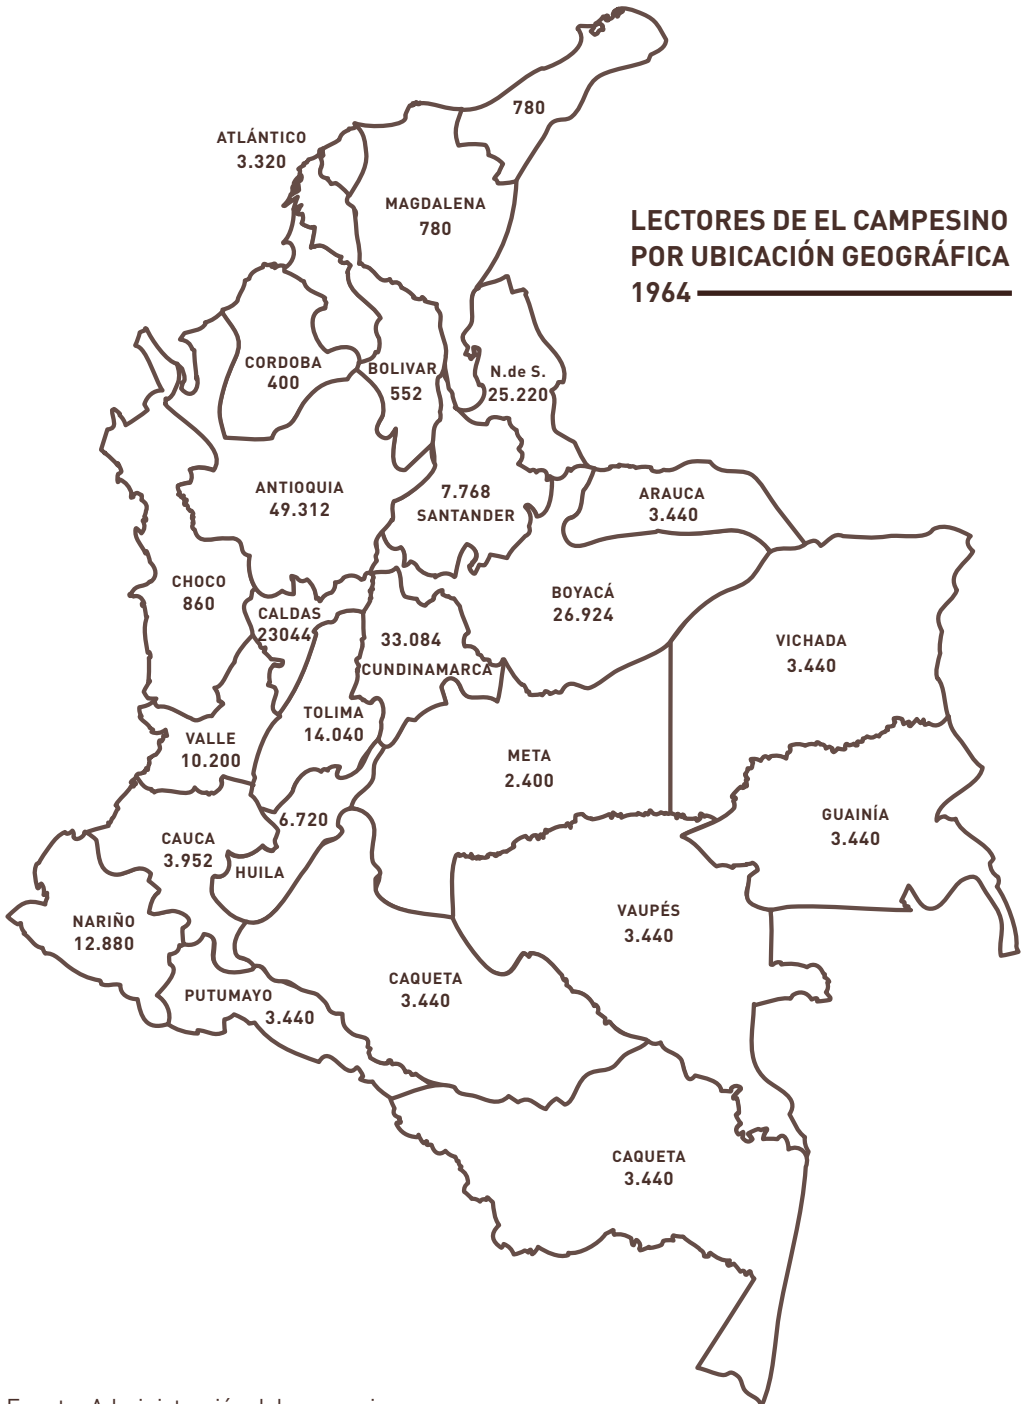 780
ATLÁNTICO
3.320
MAGDALENA
780
LECTORES DE EL CAMPESINO
POR UBICACIÓN GEOGRÁFICA
1964
CORDOBA
400
BOLIVAR
552
N.de S.
25.220
ANTIOQUIA
49.312
7.768
SANTANDER
ARAUCA
3.440
CHOCO
860
CALDAS
23044
33.084
CUNDINAMARCA
BOYACÁ
26.924
VICHADA
3.440
TOLIMA
14.040
VALLE
10.200
META
2.400
GUAINÍA
3.440
6.720
HUILA
CAUCA
3.952
NARIÑO
12.880
VAUPÉS
3.440
CAQUETA
3.440
PUTUMAYO
3.440
CAQUETA
3.440